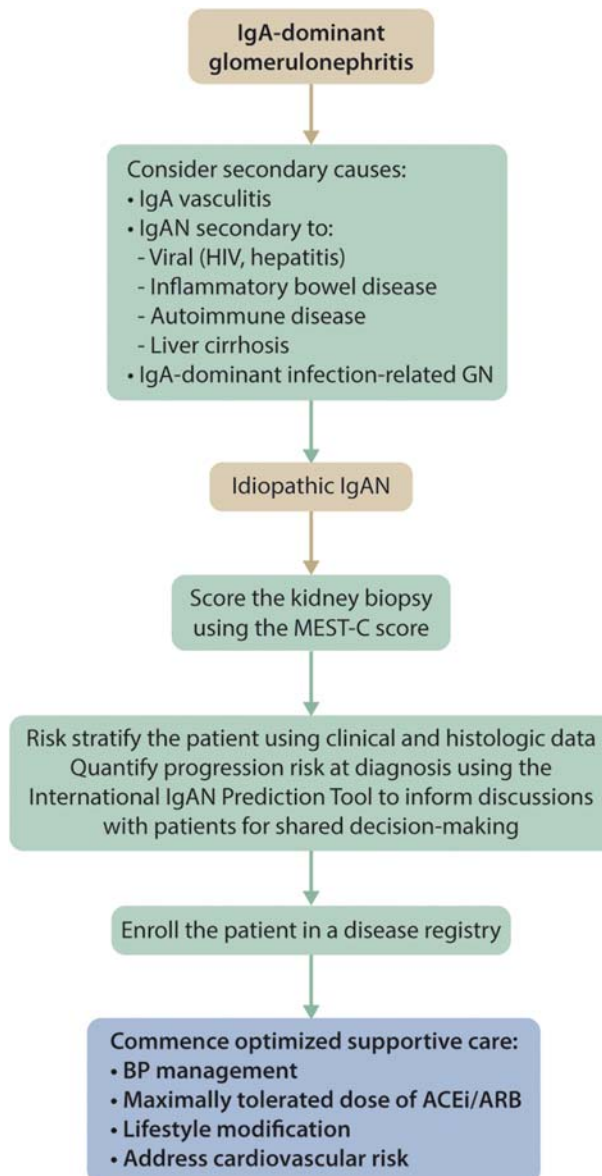 IgA-dominant
glomerulonephritis
Consider secondary causes:
• IgA vasculitis
• IgAN secondary to:
- Viral (HIV, hepatitis)
- Inflammatory bowel disease
- Autoimmune disease
- Liver cirrhosis
• IgA-dominant infection-related GN
Idiopathic IgAN
Score the kidney biopsy
using the MEST-C score
Risk stratify the patient using clinical and histologic data
Quantify progression risk at diagnosis using the
International IgAN Prediction Tool to inform discussions
with patients for shared decision-making
Enroll the patient in a disease registry
Commence optimized supportive care:
• BP management
• Maximally tolerated dose of ACEi/ARB
• Lifestyle modification
• Address cardiovascular risk